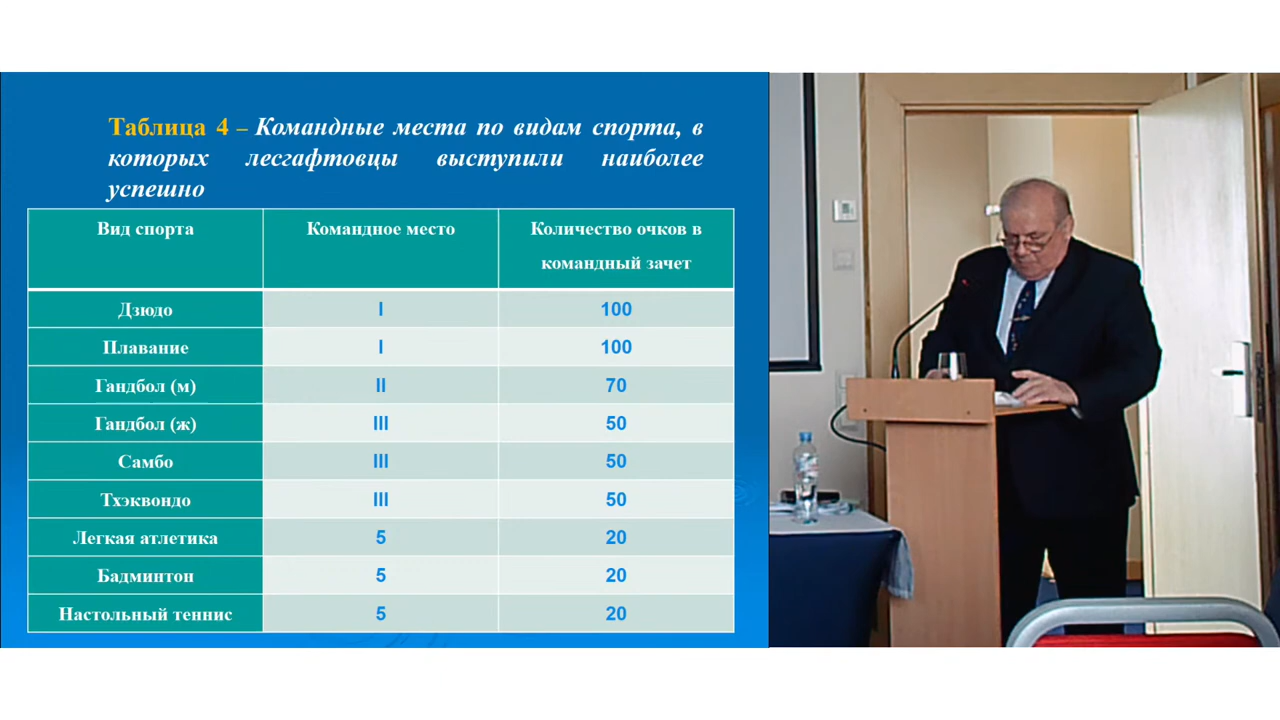 Таблица 4 – Командные места по видам спорта, в
которых лесгафтовцы выступили наиболее
успешно
Вид спорта Командное место Количество очков в
командный зачет
Дзюдо I 100
Плавание I 100
Гандбол (м) II 70
Гандбол (ж) III 50
Самбо III 50
Тхэквондо III 50
Легкая атлетика 5 20
Бадминтон 5 20
Настольный теннис 5 20